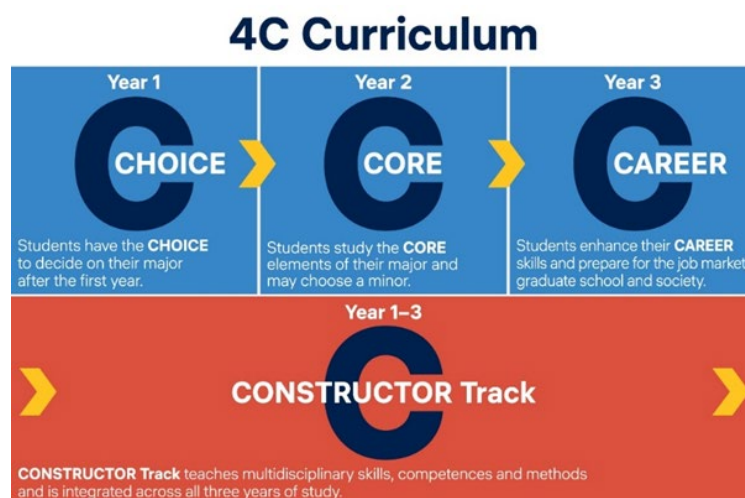 4C Curriculum
Year 1
CHOICE
Students have the CHOICE
to decide on their major
after the first year.
Year 2
CORE
Students study the CORE
elements of their major and
may choose a minor.
Year 3
CAREER
Students enhance their CAREER
skills and prepare for the job market
graduate school and society.
Year 1–3
CONSTRUCTOR Track
CONSTRUCTOR Track teaches multidisciplinary skills, competences and methods
and is integrated across all three years of study.